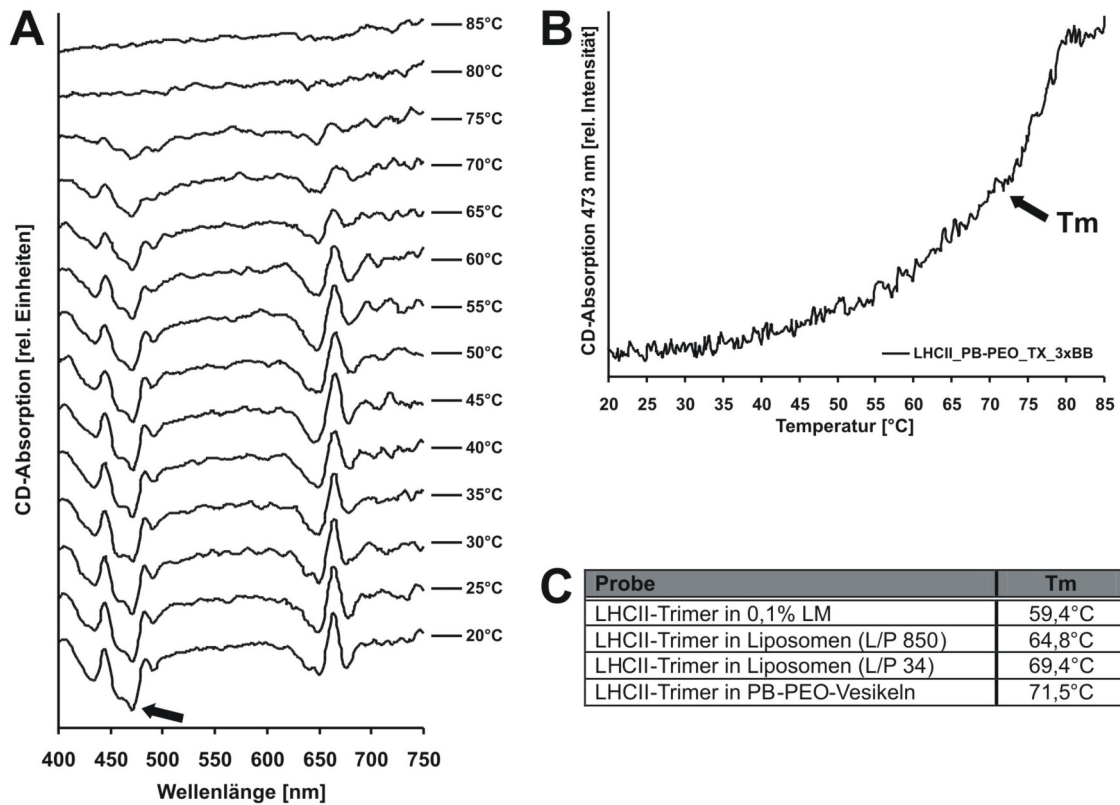 A
CD-Absorption [rel. Einheiten]
85°C
80°C
75°C
70°C
65°C
60°C
55°C
50°C
45°C
40°C
35°C
30°C
25°C
20°C
400 450 500 550 600 650 700 750
Wellenlänge [nm]
B
CD-Absorption 473 nm [rel. Intensität]
Tm
LHCII_PB-PEO_TX_3xBB
20 25 30 35 40 45 50 55 60 65 70 75 80 85
Temperatur [°C]
C
Probe Tm
LHCII-Trimer in 0,1% LM 59,4°C
LHCII-Trimer in Liposomen (L/P 850) 64,8°C
LHCII-Trimer in Liposomen (L/P 34) 69,4°C
LHCII-Trimer in PB-PEO-Vesikeln 71,5°C